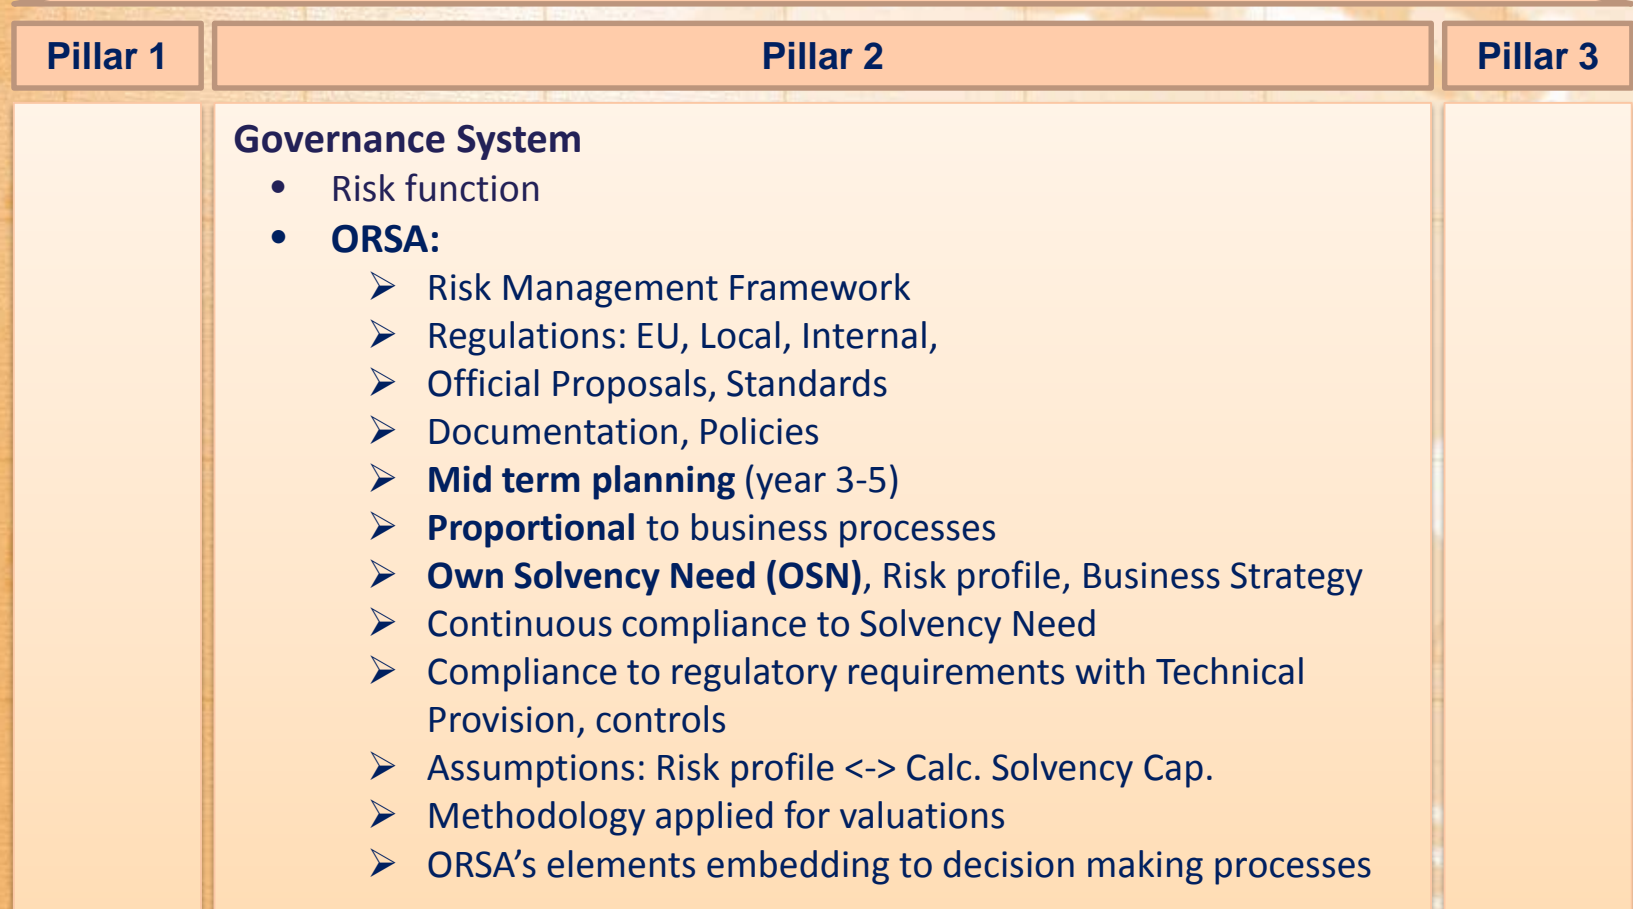 Pillar 1
Pillar 2
Pillar 3
Governance System
• Risk function
• ORSA:
➢ Risk Management Framework
➢ Regulations: EU, Local, Internal,
➢ Official Proposals, Standards
➢ Documentation, Policies
➢ Mid term planning (year 3-5)
➢ Proportional to business processes
➢ Own Solvency Need (OSN), Risk profile, Business Strategy
➢ Continuous compliance to Solvency Need
➢ Compliance to regulatory requirements with Technical
Provision, controls
➢ Assumptions: Risk profile <-> Calc. Solvency Cap.
➢ Methodology applied for valuations
➢ ORSA’s elements embedding to decision making processes